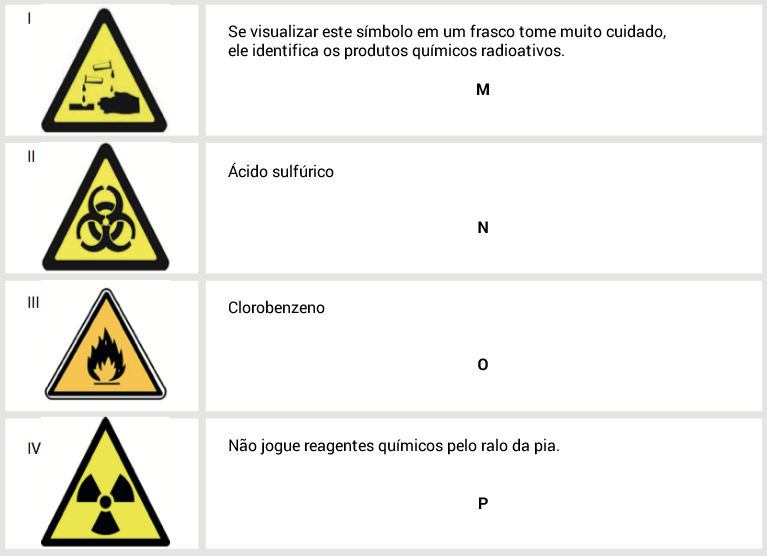 I
Se visualizar este símbolo em um frasco tome muito cuidado,
ele identifica os produtos químicos radioativos.
M
II
Ácido sulfúrico
N
III
Clorobenzeno
O
IV
Não jogue reagentes químicos pelo ralo da pia.
P